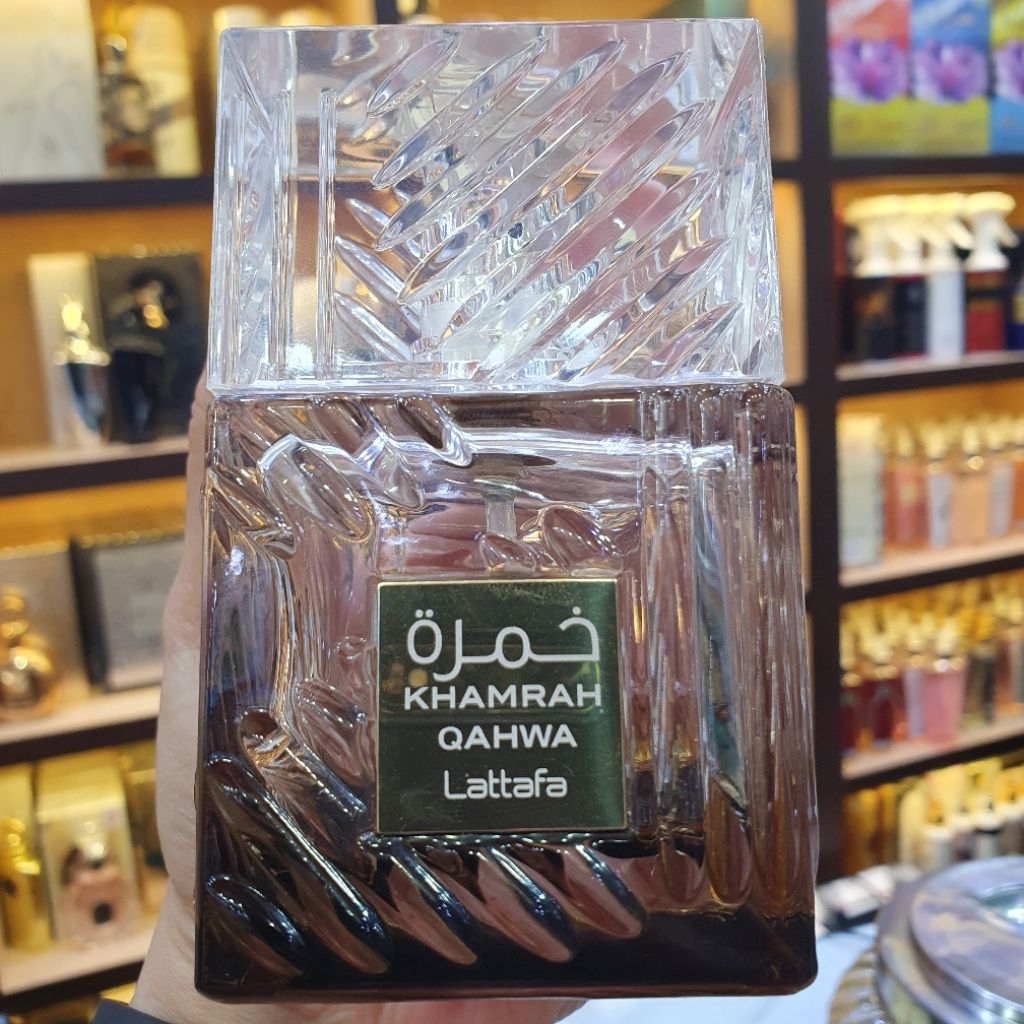 خمرة
KHAMRAH
QAHWA
Lattafa